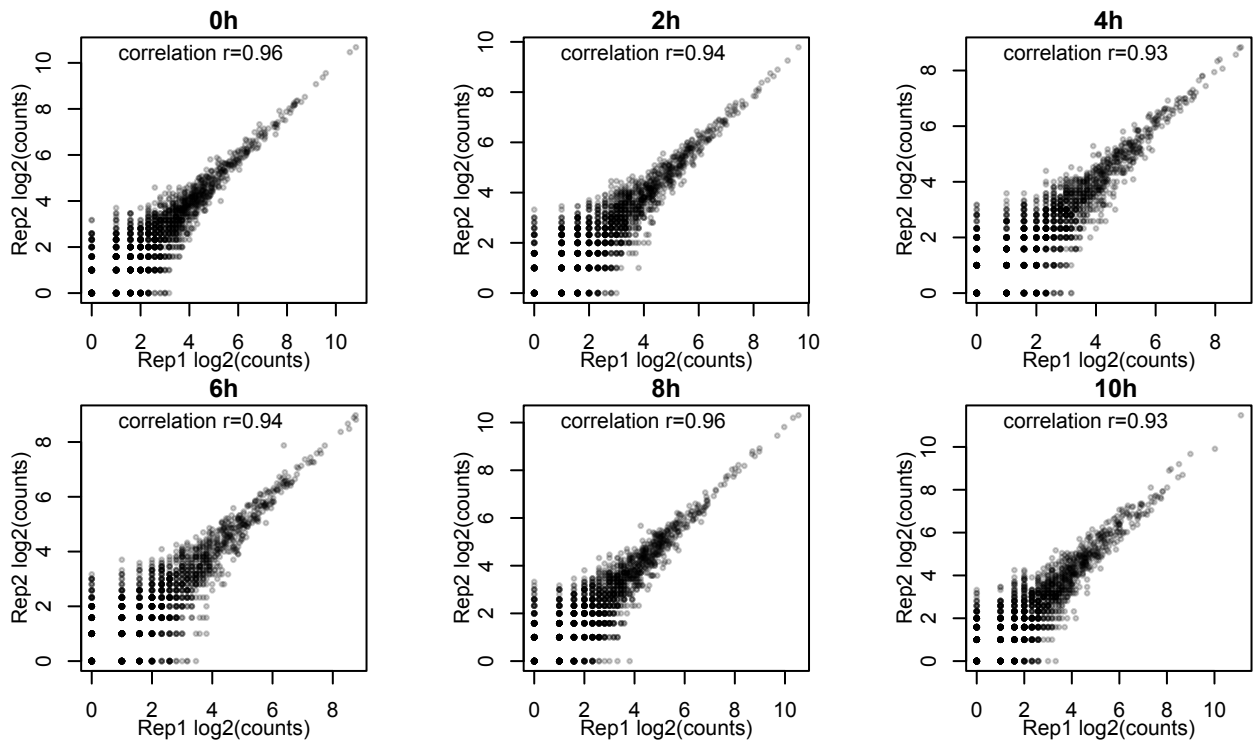 0h
correlation r=0.96
Rep2 log2(counts)
0 2 4 6 8 10
0 2 4 6 8 10
Rep1 log2(counts)
2h
correlation r=0.94
Rep2 log2(counts)
0 2 4 6 8 10
0 2 4 6 8 10
Rep1 log2(counts)
4h
correlation r=0.93
Rep2 log2(counts)
0 2 4 6 8
0 2 4 6 8
Rep1 log2(counts)
6h
correlation r=0.94
Rep2 log2(counts)
0 2 4 6 8
0 2 4 6 8
Rep1 log2(counts)
8h
correlation r=0.96
Rep2 log2(counts)
0 2 4 6 8 10
0 2 4 6 8 10
Rep1 log2(counts)
10h
correlation r=0.93
Rep2 log2(counts)
0 2 4 6 8 10
0 2 4 6 8 10
Rep1 log2(counts)